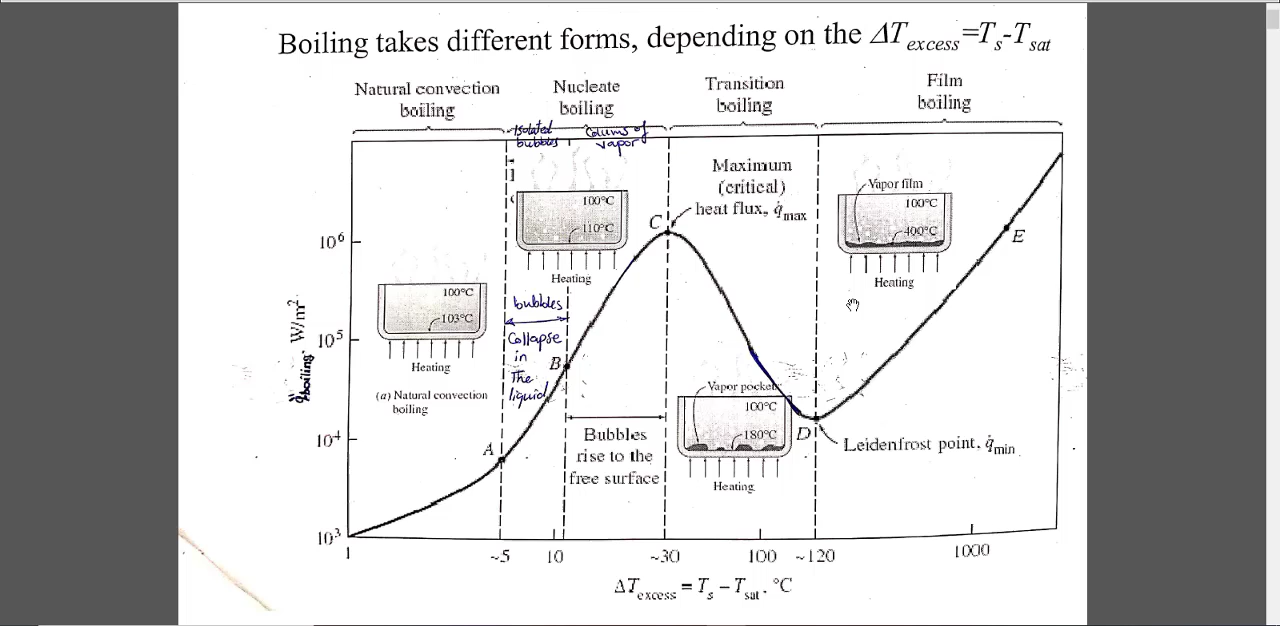 Boiling takes different forms, depending on the ΔT excess=Ts-Tsat
Natural convection
boiling
Nucleate
boiling
Transition
boiling
Film
boiling
Isolated
bubbles
Colums of
vapor
Maximum
(critical)
heat flux, q̇max
C
100°C
110°C
Heating
Vapor film
100°C
400°C
Heating
E
10⁶
10⁵
10⁴
10³
q̇boiling, W/m²
100°C
103°C
Heating
(a) Natural convection
boiling
bubbles
Collapse
in
The
liquid
B
A
Bubbles
rise to the
free surface
Vapor pocket
100°C
180°C
Heating
D
Leidenfrost point, q̇min
1
~5
10
~30
100
~120
1000
ΔTexcess = Ts − Tsat, °C